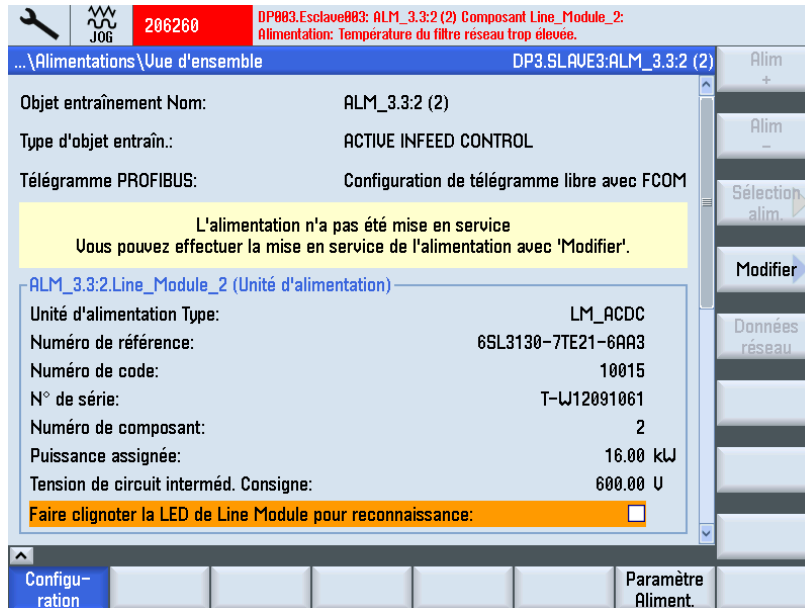 JOG
206260
DP003.Esclave003: ALM_3.3:2 (2) Composant Line_Module_2:
Alimentation: Température du filtre réseau trop élevée.
...\Alimentations\Vue d'ensemble DP3.SLAVE3:ALM_3.3:2 (2)
Objet entraînement Nom: ALM_3.3:2 (2)
Type d'objet entraîn.: ACTIVE INFEED CONTROL
Télégramme PROFIBUS: Configuration de télégramme libre avec FCOM
L'alimentation n'a pas été mise en service
Vous pouvez effectuer la mise en service de l'alimentation avec 'Modifier'.
ALM_3.3:2.Line_Module_2 (Unité d'alimentation)
Unité d'alimentation Type: LM_ACDC
Numéro de référence: 6SL3130-7TE21-6AA3
Numéro de code: 10015
N° de série: T-W12091061
Numéro de composant: 2
Puissance assignée: 16.00 kW
Tension de circuit interméd. Consigne: 600.00 V
Faire clignoter la LED de Line Module pour reconnaissance:
Alim
+
Alim
-
Sélection
alim.
Modifier
Données
réseau
Configu-
ration
Paramètre
Aliment.